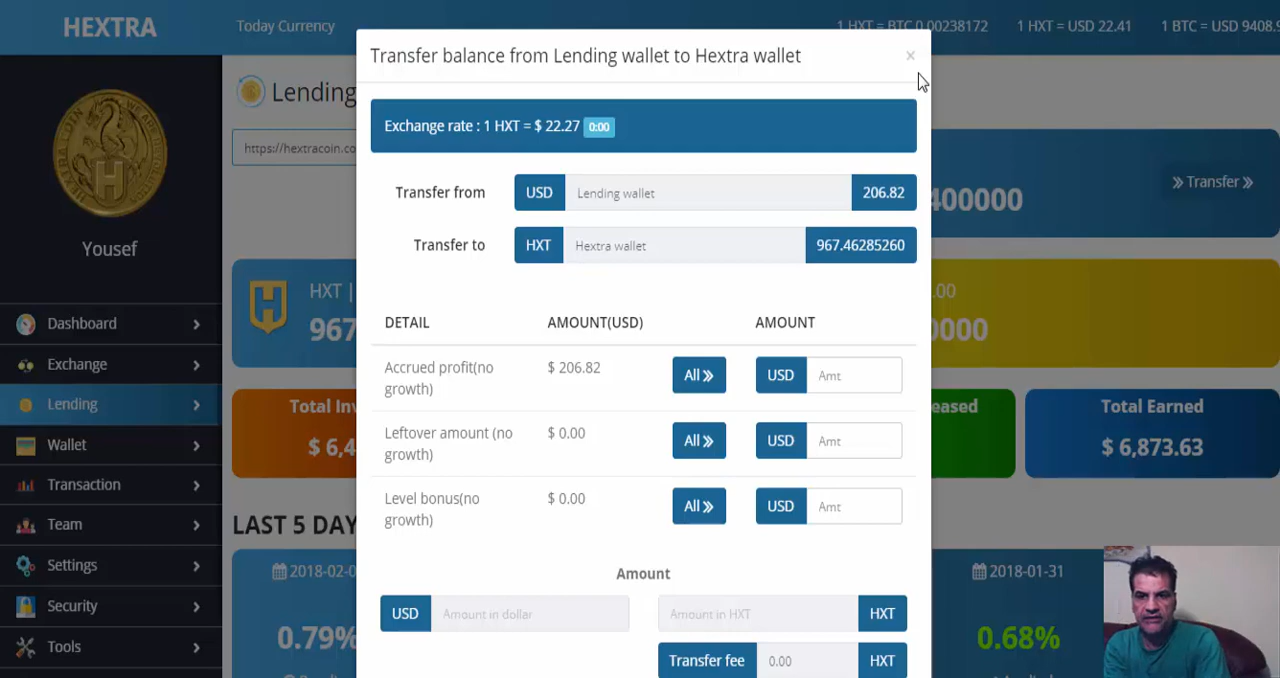 HEXTRA
Today Currency
1 HXT = BTC 0.00238172
1 HXT = USD 22.41
1 BTC = USD 9408.9
Transfer balance from Lending wallet to Hextra wallet
×
Exchange rate : 1 HXT = $ 22.27 0:00
Transfer from USD Lending wallet 206.82
Transfer to HXT Hextra wallet 967.46285260
DETAIL AMOUNT(USD) AMOUNT
Accrued profit(no
growth)
$ 206.82 All USD Amt
Leftover amount (no
growth)
$ 0.00 All USD Amt
Level bonus(no
growth)
$ 0.00 All USD Amt
Amount
USD Amount in dollar Amount in HXT HXT
Transfer fee 0.00 HXT
Yousef
Dashboard
Exchange
Lending
Wallet
Transaction
Team
Settings
Security
Tools
Lending
https://hextracoin.co
400000
Transfer
HXT |
967
.00
0000
Total Inv
$ 6,4
eased
Total Earned
$ 6,873.63
LAST 5 DAY
2018-02-0
0.79%
2018-01-31
0.68%